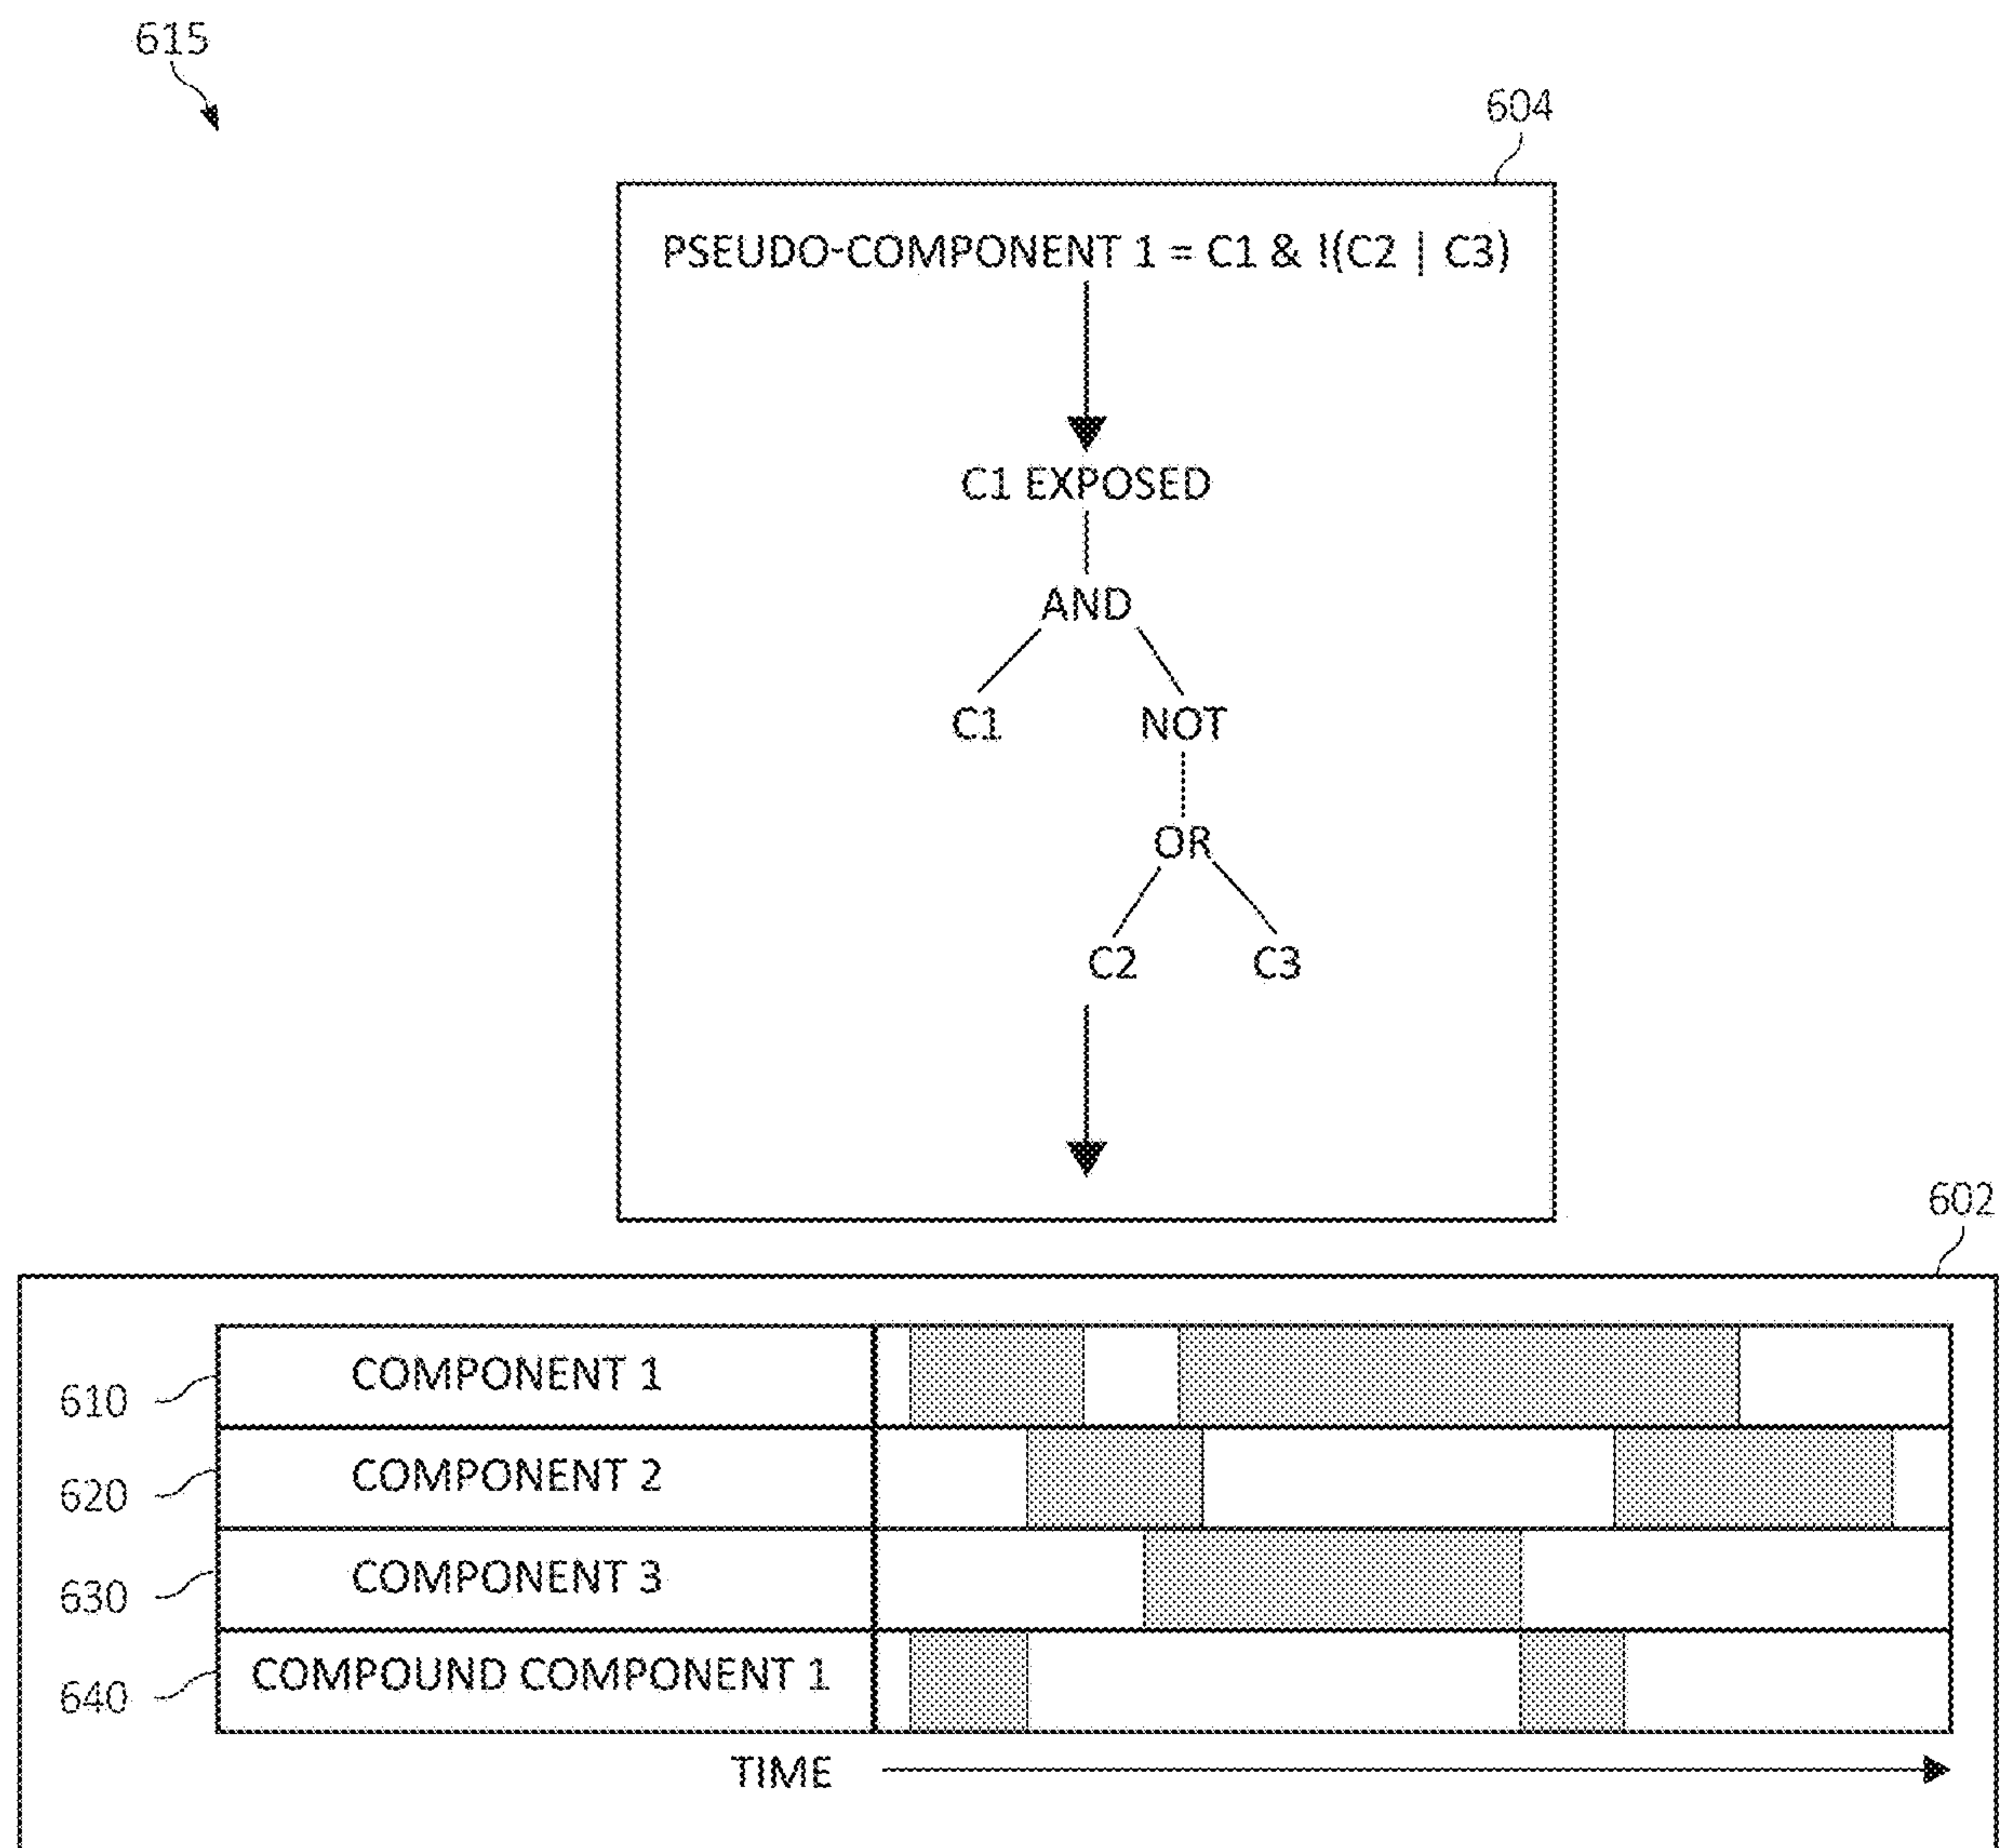 615
604
PSEUDO-COMPONENT 1 = C1 & !(C2 | C3)
C1 EXPOSED
AND
C1 NOT
OR
C2 C3
602
610 COMPONENT 1
620 COMPONENT 2
630 COMPONENT 3
640 COMPOUND COMPONENT 1
TIME